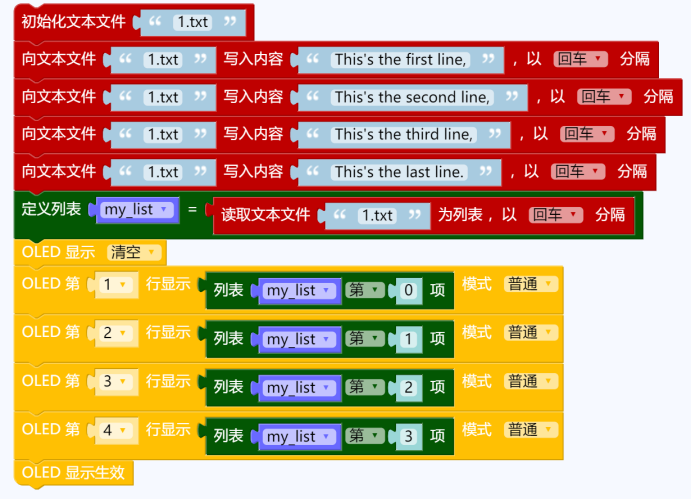 初始化文本文件 “ 1.txt ”
向文本文件 “ 1.txt ” 写入内容 “ This's the first line, ” ，以 回车 分隔
向文本文件 “ 1.txt ” 写入内容 “ This's the second line, ” ，以 回车 分隔
向文本文件 “ 1.txt ” 写入内容 “ This's the third line, ” ，以 回车 分隔
向文本文件 “ 1.txt ” 写入内容 “ This's the last line. ” ，以 回车 分隔
定义列表 my_list = 读取文本文件 “ 1.txt ” 为列表，以 回车 分隔
OLED 显示 清空
OLED 第 1 行显示 列表 my_list 第 0 项 模式 普通
OLED 第 2 行显示 列表 my_list 第 1 项 模式 普通
OLED 第 3 行显示 列表 my_list 第 2 项 模式 普通
OLED 第 4 行显示 列表 my_list 第 3 项 模式 普通
OLED 显示生效